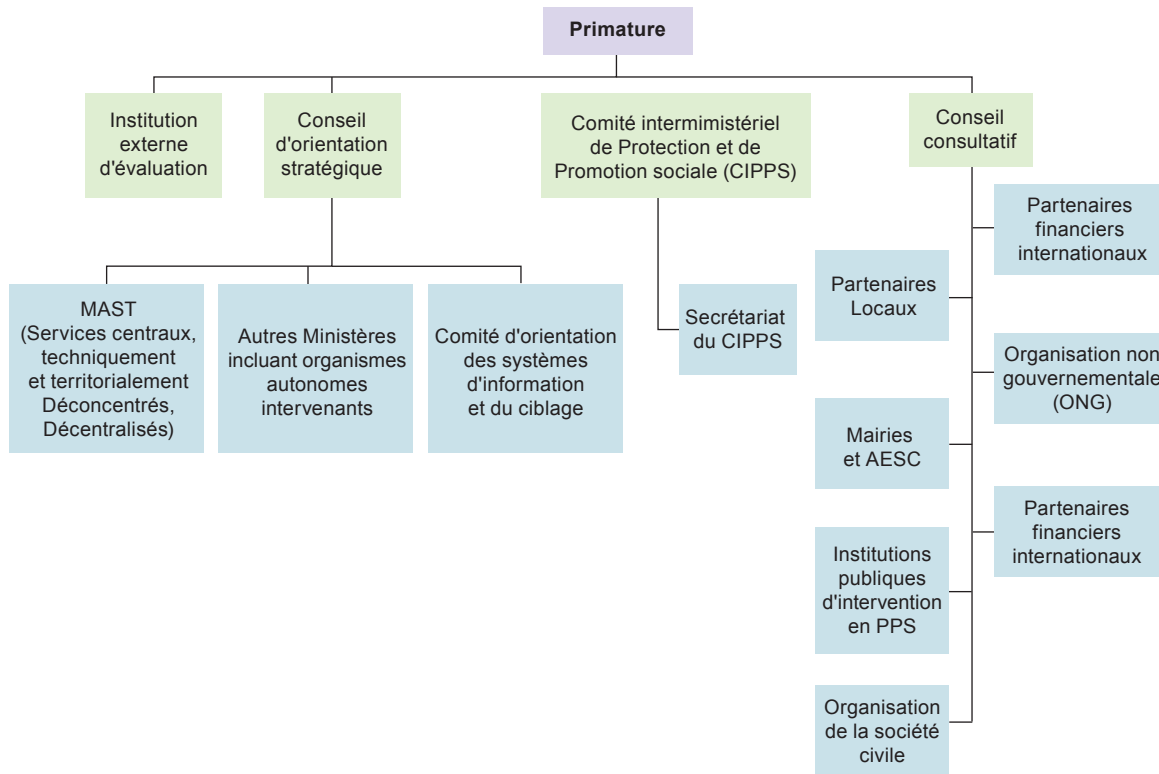 Primature
Institution
externe
d'évaluation
Conseil
d'orientation
stratégique
Comité intermimistériel
de Protection et de
Promotion sociale (CIPPS)
Conseil
consultatif
MAST
(Services centraux,
techniquement
et territorialement
Déconcentrés,
Décentralisés)
Autres Ministères
incluant organismes
autonomes
intervenants
Comité d'orientation
des systèmes
d'information
et du ciblage
Secrétariat
du CIPPS
Partenaires
financiers
internationaux
Partenaires
Locaux
Organisation non
gouvernementale
(ONG)
Mairies
et AESC
Partenaires
financiers
internationaux
Institutions
publiques
d'intervention
en PPS
Organisation
de la société
civile